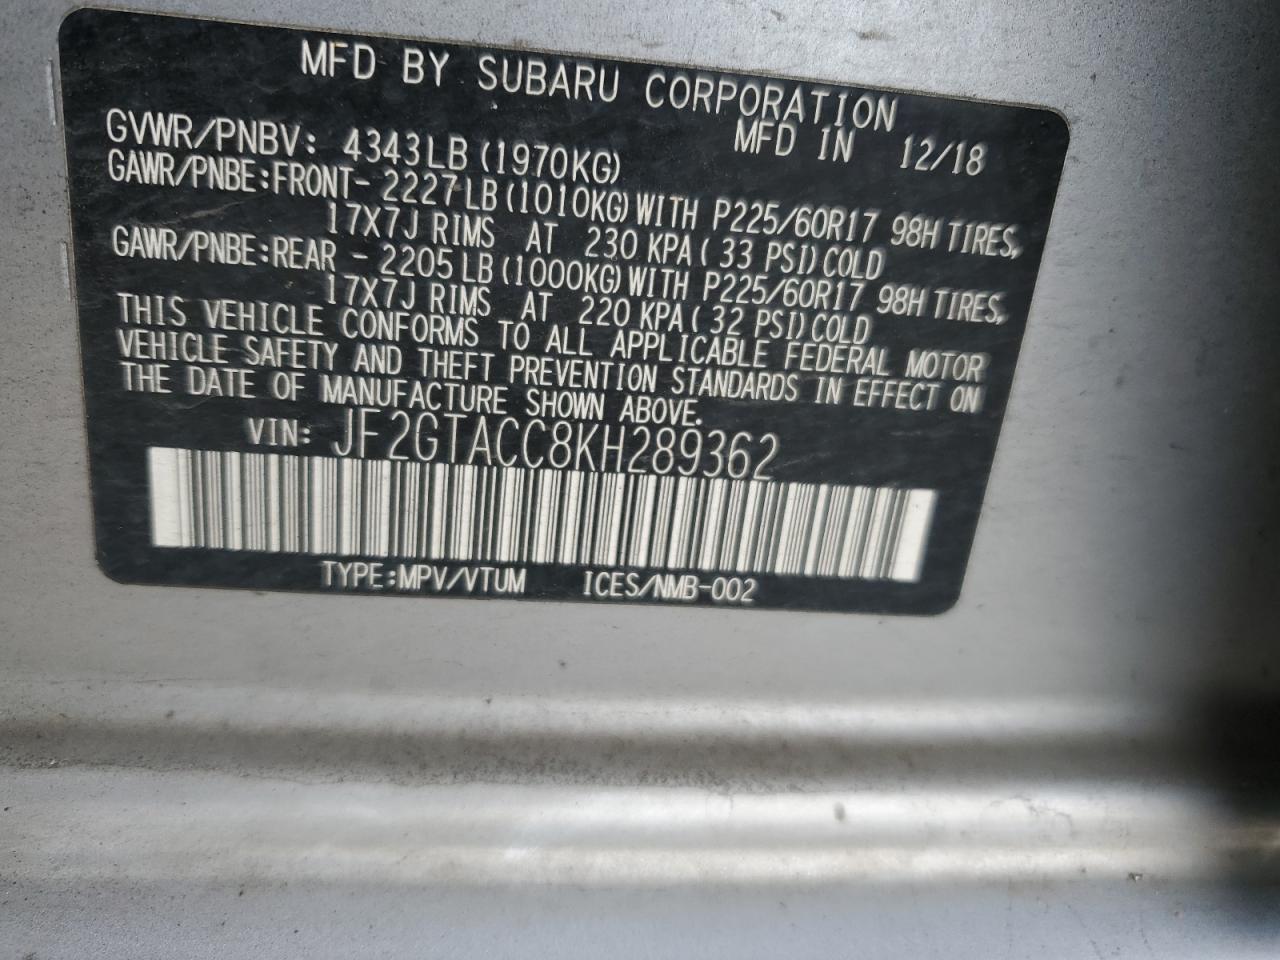 MFD BY SUBARU CORPORATION
MFD IN 12/18
GVWR/PNBV: 4343LB(1970KG)
GAWR/PNBE:FRONT-2227LB(1010KG)WITH P225/60R17 98H TIRES,
17X7J RIMS AT 230 KPA(33 PSI)COLD
GAWR/PNBE:REAR -2205LB(1000KG)WITH P225/60R17 98H TIRES,
17X7J RIMS AT 220 KPA(32 PSI)COLD
THIS VEHICLE CONFORMS TO ALL APPLICABLE FEDERAL MOTOR
VEHICLE SAFETY AND THEFT PREVENTION STANDARDS IN EFFECT ON
THE DATE OF MANUFACTURE SHOWN ABOVE.
VIN: JF2GTACC8KH289362
TYPE:MPV/VTUM ICES/NMB-002